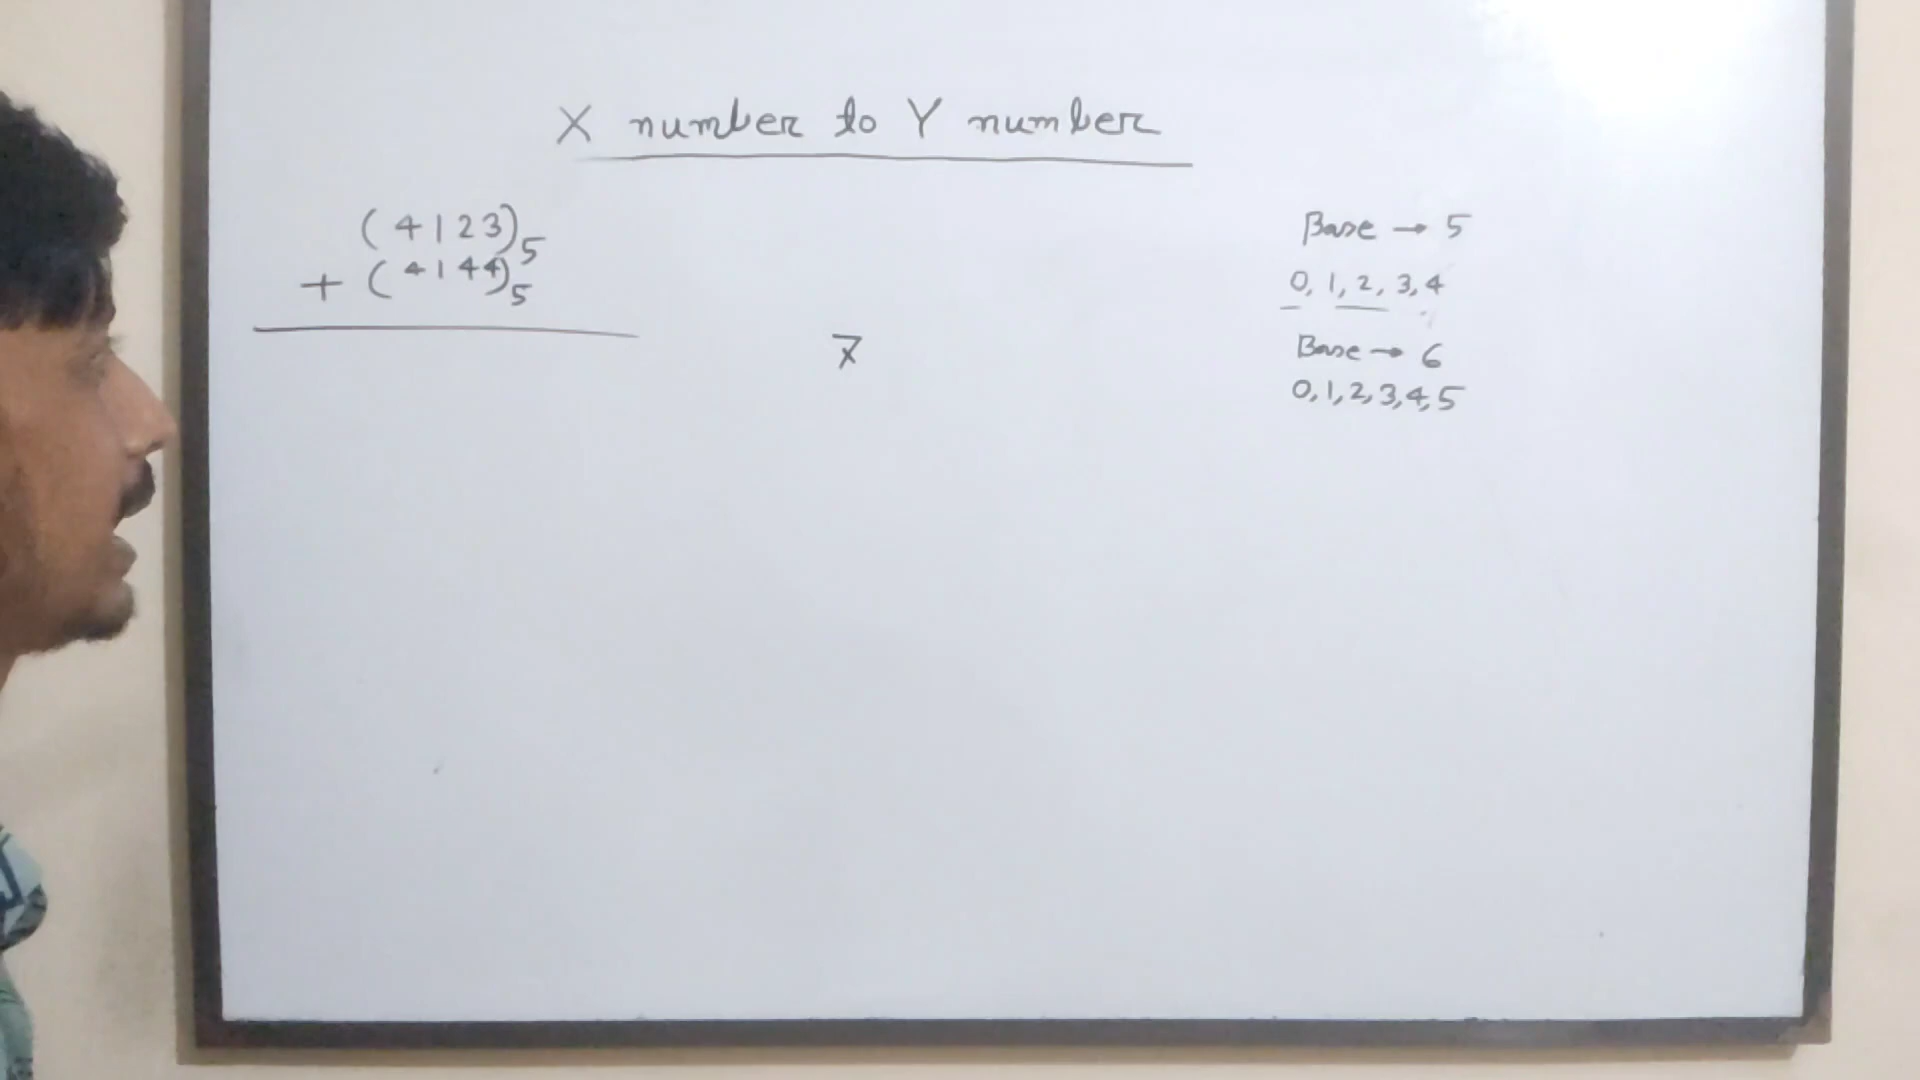 X number to Y number
(4123)5
+ (4144)5
7
Base → 5
0, 1, 2, 3, 4
Base → 6
0, 1, 2, 3, 4, 5